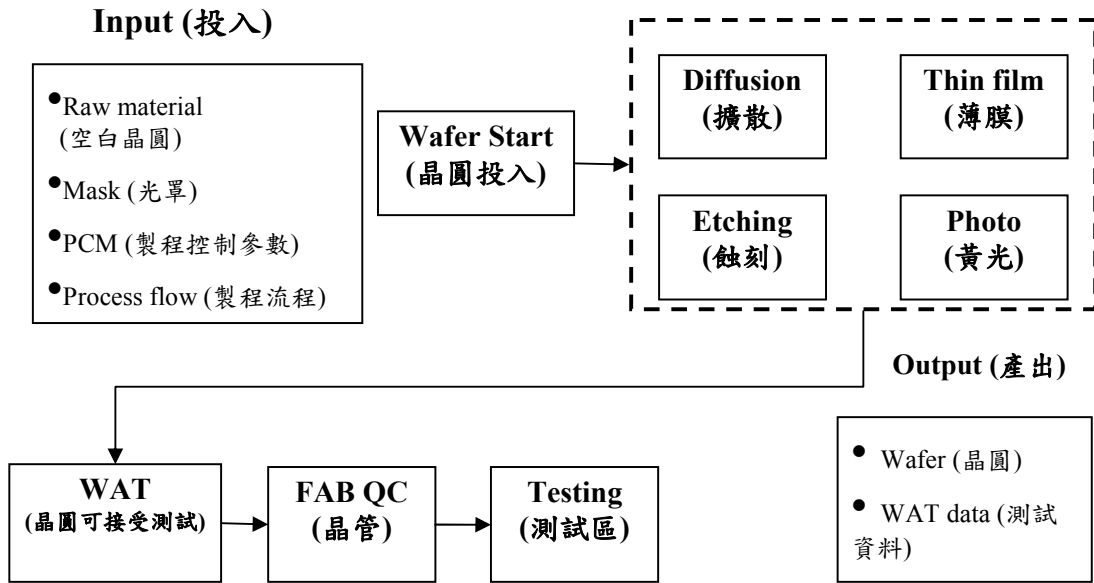 Input (投入)
●Raw material
(空白晶圓)
●Mask (光罩)
●PCM (製程控制參數)
●Process flow (製程流程)
Wafer Start
(晶圓投入)
Diffusion
(擴散)
Thin film
(薄膜)
Etching
(蝕刻)
Photo
(黃光)
Output (產出)
WAT
(晶圓可接受測試)
FAB QC
(晶管)
Testing
(測試區)
● Wafer (晶圓)
● WAT data (測試
資料)